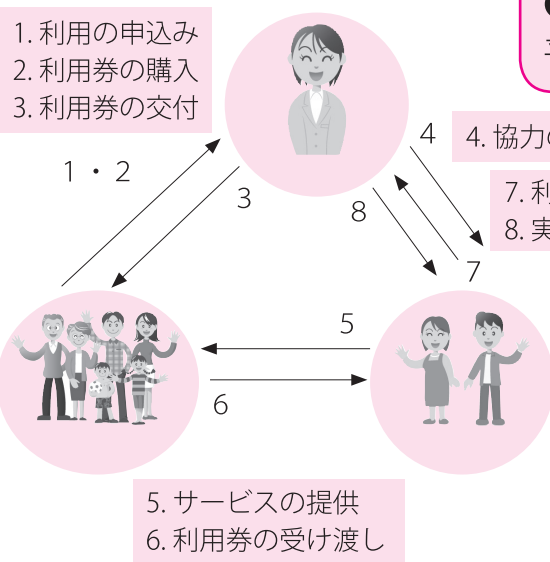 1. 利用の申込み
2. 利用券の購入
3. 利用券の交付
4
4. 協力の
1・2
3
8
7. 利
8. 実
7
5
6
5. サービスの提供
6. 利用券の受け渡し